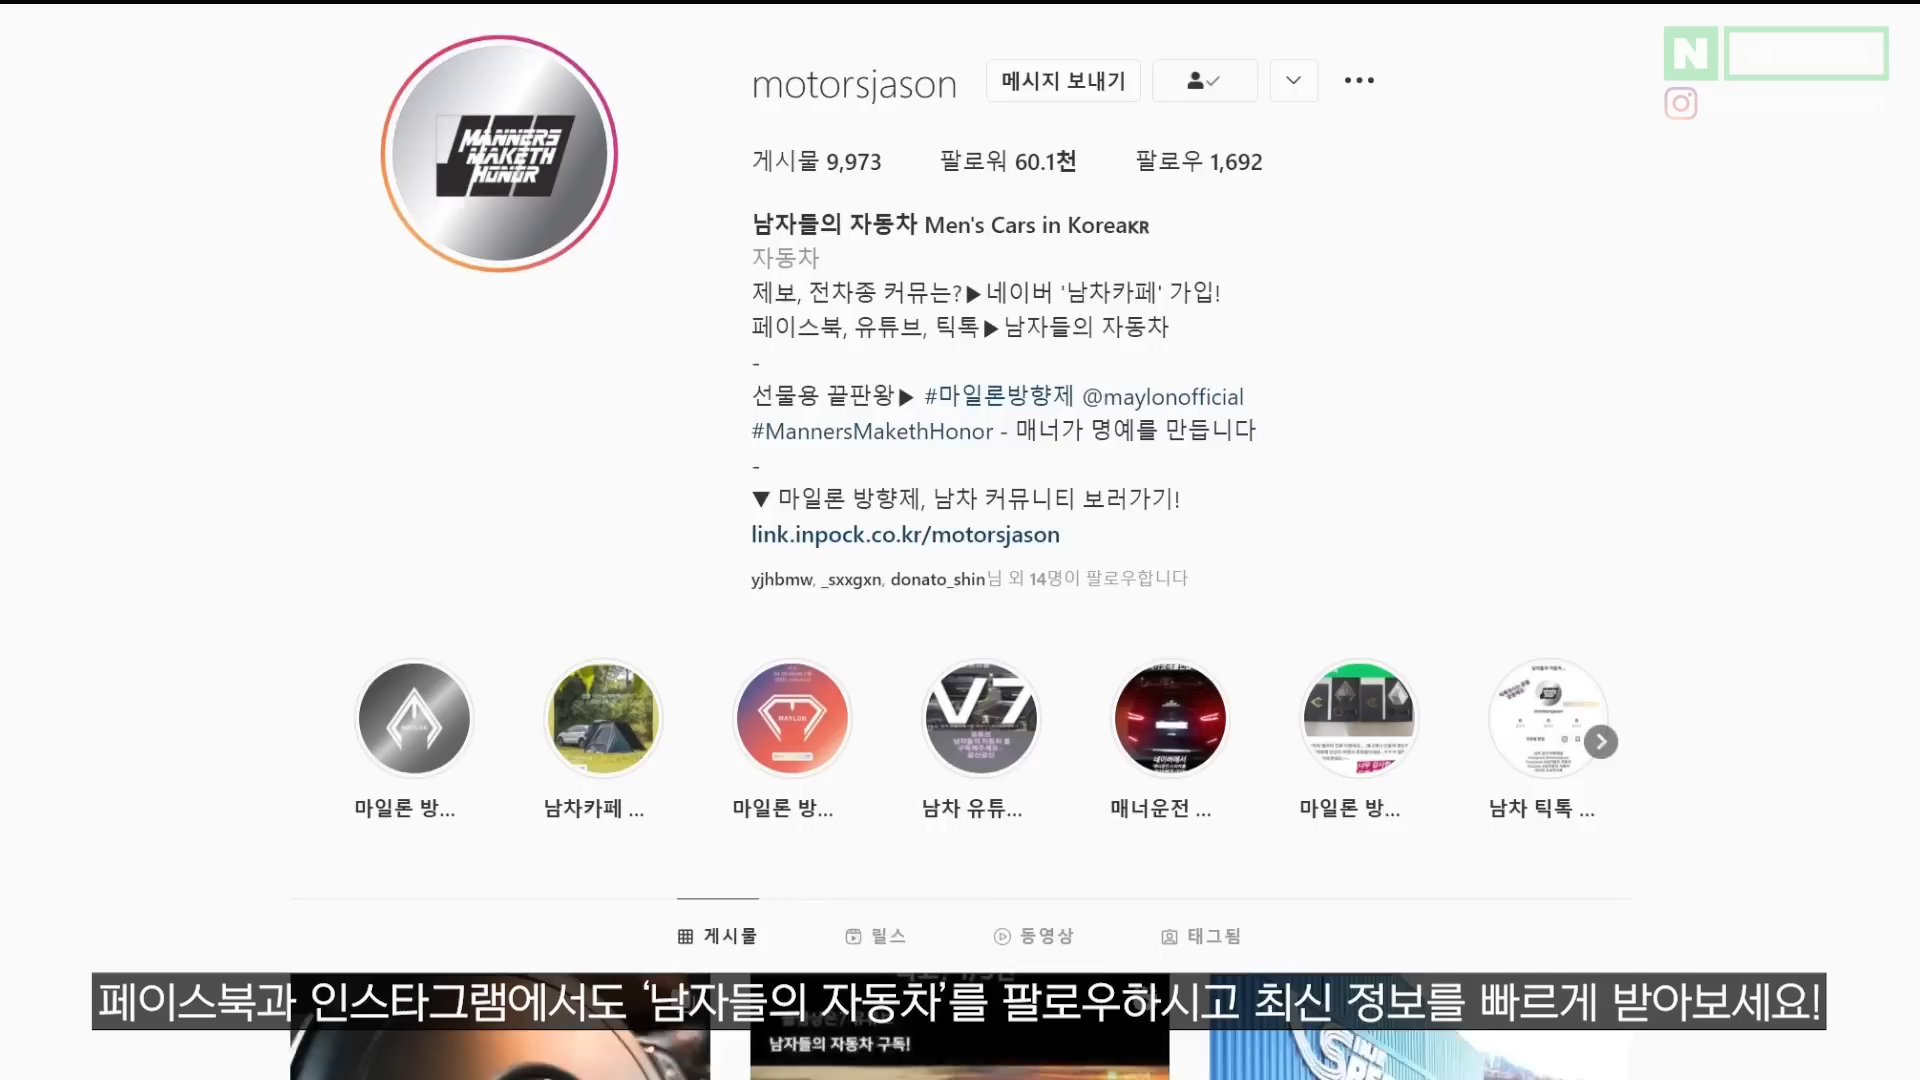 MANNERS
MAKETH
HONOR
motorsjason
메시지 보내기
게시물 9,973 팔로워 60.1천 팔로우 1,692
남자들의 자동차 Men's Cars in Korea🇰🇷
자동차
제보, 전차종 커뮤는?▶네이버 '남차카페' 가입!
페이스북, 유튜브, 틱톡▶남자들의 자동차
-
선물용 끝판왕▶ #마일론방향제 @maylonofficial
#MannersMakethHonor - 매너가 명예를 만듭니다
-
▼ 마일론 방향제, 남차 커뮤니티 보러가기!
link.inpock.co.kr/motorsjason
yjhbmw, _sxxgxn, donato_shin님 외 14명이 팔로우합니다
MAYLON
MAYLON
V7
마일론 방...
남차카페 ...
마일론 방...
남차 유튜...
매너운전 ...
마일론 방...
남차 틱톡 ...
게시물
릴스
동영상
태그됨
페이스북과 인스타그램에서도 '남자들의 자동차'를 팔로우하시고 최신 정보를 빠르게 받아보세요!
남자들의 자동차 구독!
N